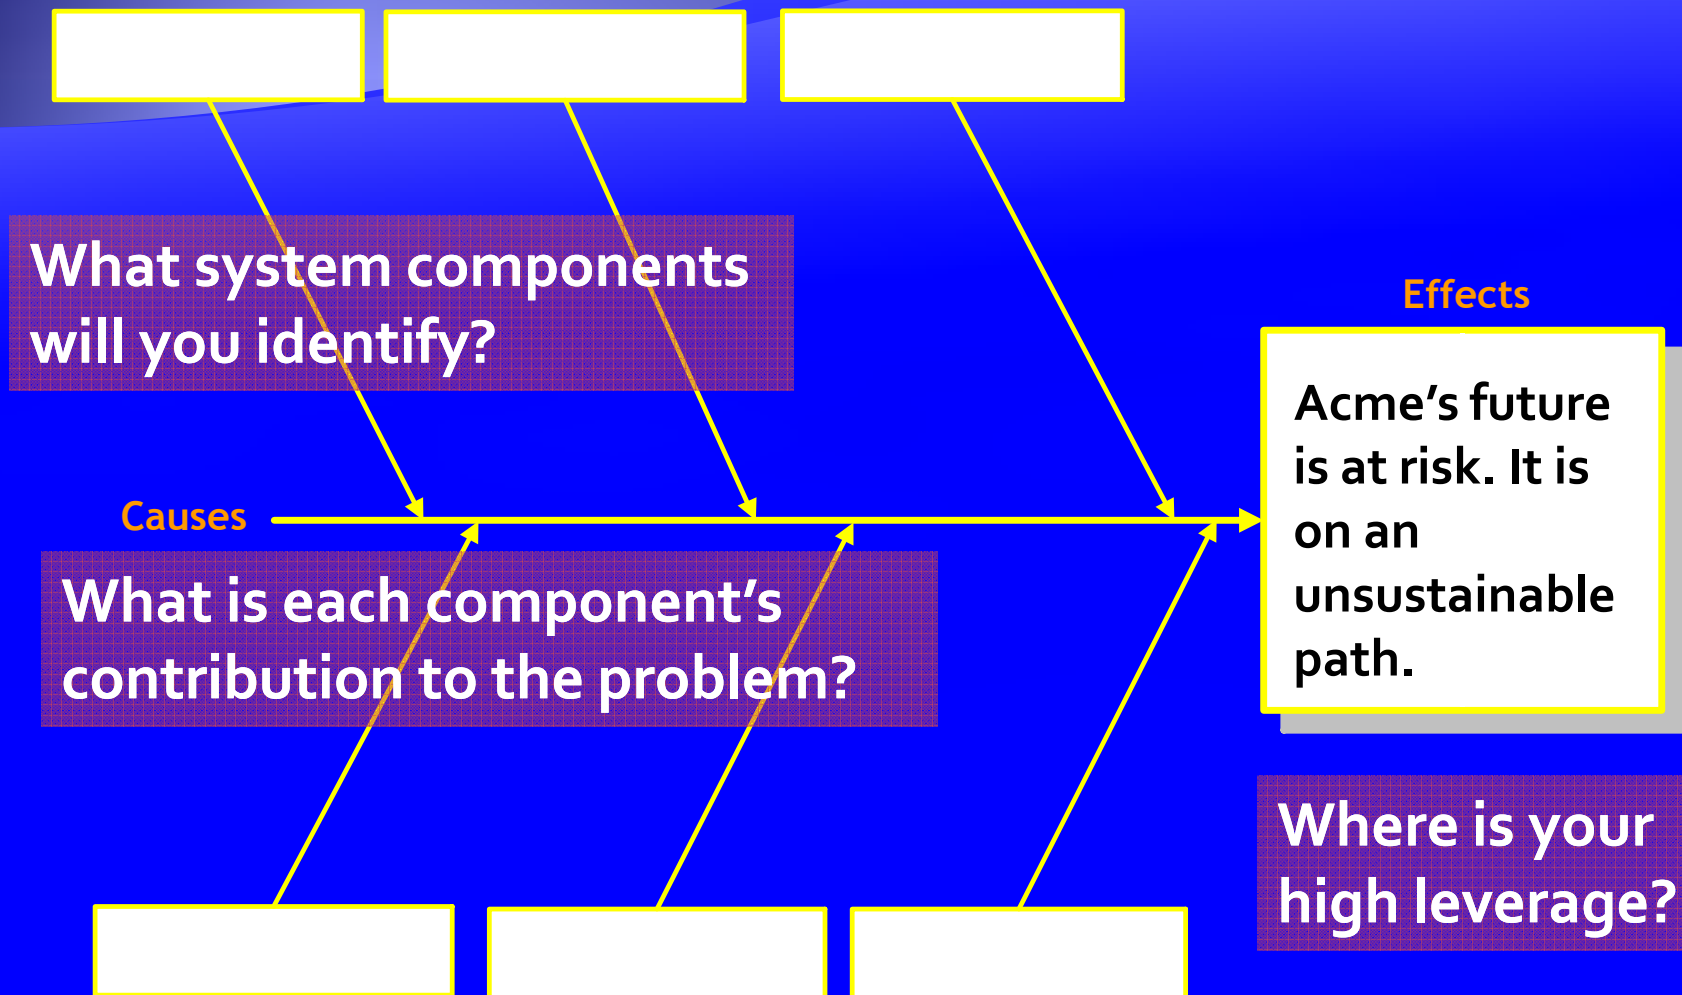 What system components
will you identify?
Effects
Acme’s future
is at risk. It is
on an
unsustainable
path.
Causes
What is each component’s
contribution to the problem?
Where is your
high leverage?